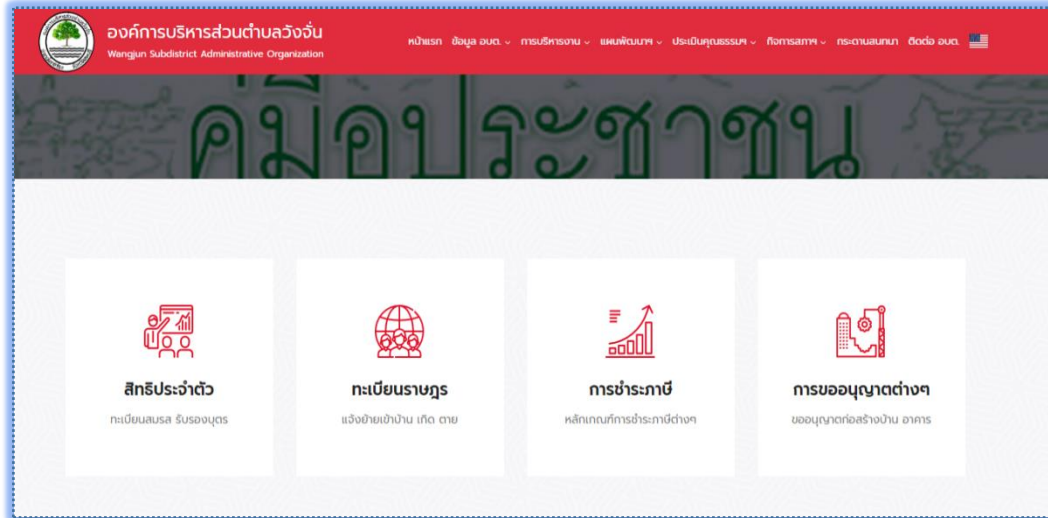 องค์การบริหารส่วนตำบลวังจั่น
Wangjun Subdistrict Administrative Organization
หน้าแรก ข้อมูล อบต. การบริหารงาน แผนพัฒนาฯ ประเมินคุณธรรมฯ กิจการสภาฯ กระดานสนทนา ติดต่อ อบต.
คู่มือประชาชน
สิทธิประจำตัว
ทะเบียนสมรส รับรองบุตร
ทะเบียนราษฎร
แจ้งย้ายเข้าบ้าน เกิด ตาย
การชำระภาษี
หลักเกณฑ์การชำระภาษีต่างๆ
การขออนุญาตต่างๆ
ขออนุญาตก่อสร้างบ้าน อาคาร